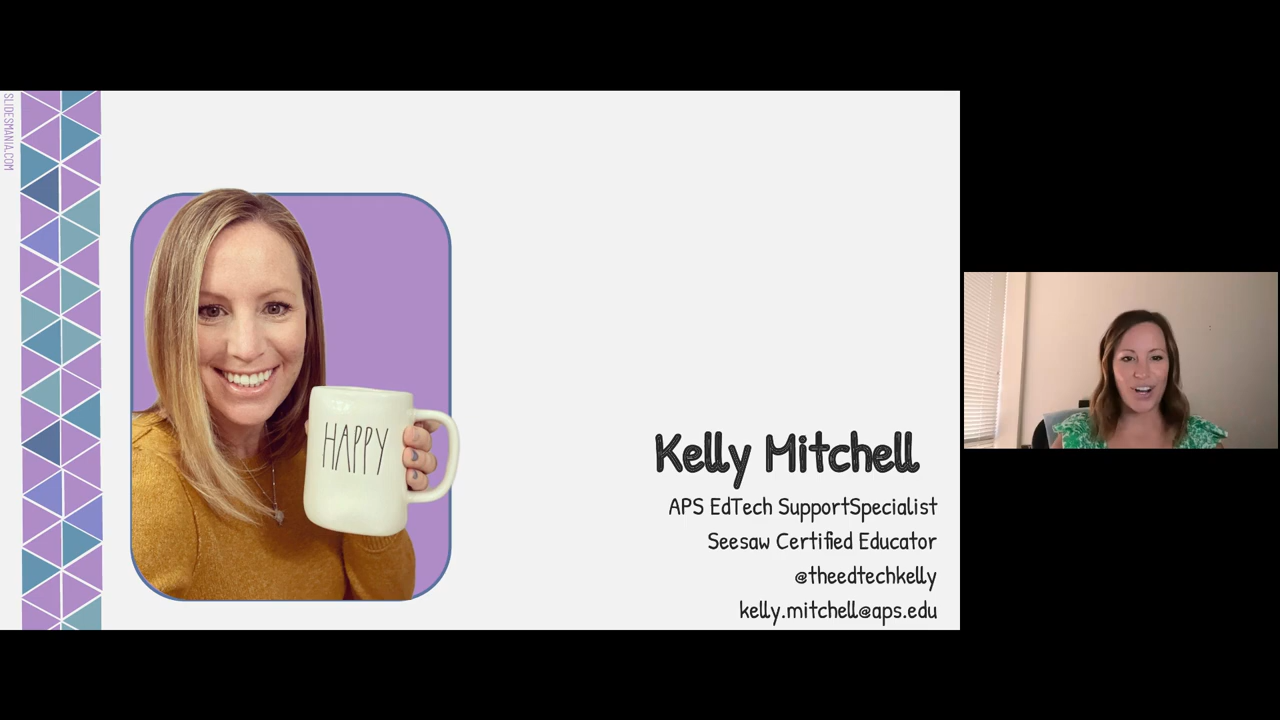 SLIDESMANIA.COM
HAPPY
Kelly Mitchell
APS EdTech SupportSpecialist
Seesaw Certified Educator
@theedtechkelly
kelly.mitchell@aps.edu